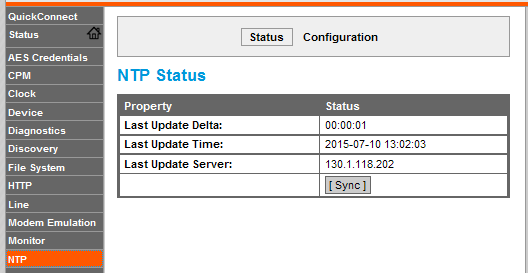 QuickConnect
Status
AES Credentials
CPM
Clock
Device
Diagnostics
Discovery
File System
HTTP
Line
Modem Emulation
Monitor
NTP
Status Configuration
NTP Status
Property Status
Last Update Delta: 00:00:01
Last Update Time: 2015-07-10 13:02:03
Last Update Server: 130.1.118.202
[ Sync ]